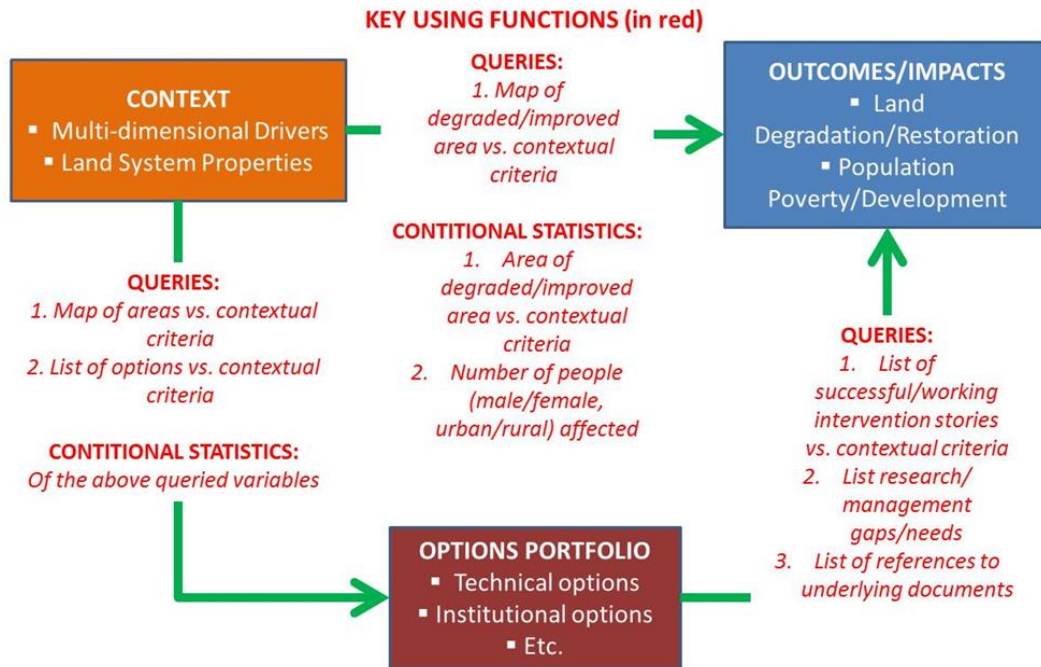 KEY USING FUNCTIONS (in red)
CONTEXT
▪ Multi-dimensional Drivers
▪ Land System Properties
QUERIES:
1. Map of
degraded/improved
area vs. contextual
criteria
OUTCOMES/IMPACTS
▪ Land
Degradation/Restoration
▪ Population
Poverty/Development
QUERIES:
1. Map of areas vs. contextual
criteria
2. List of options vs. contextual
criteria
CONTITIONAL STATISTICS:
Of the above queried variables
CONTITIONAL STATISTICS:
1. Area of
degraded/improved
area vs. contextual
criteria
2. Number of people
(male/female,
urban/rural) affected
QUERIES:
1. List of
successful/working
intervention stories
vs. contextual criteria
2. List research/
management
gaps/needs
3. List of references to
underlying documents
OPTIONS PORTFOLIO
▪ Technical options
▪ Institutional options
▪ Etc.